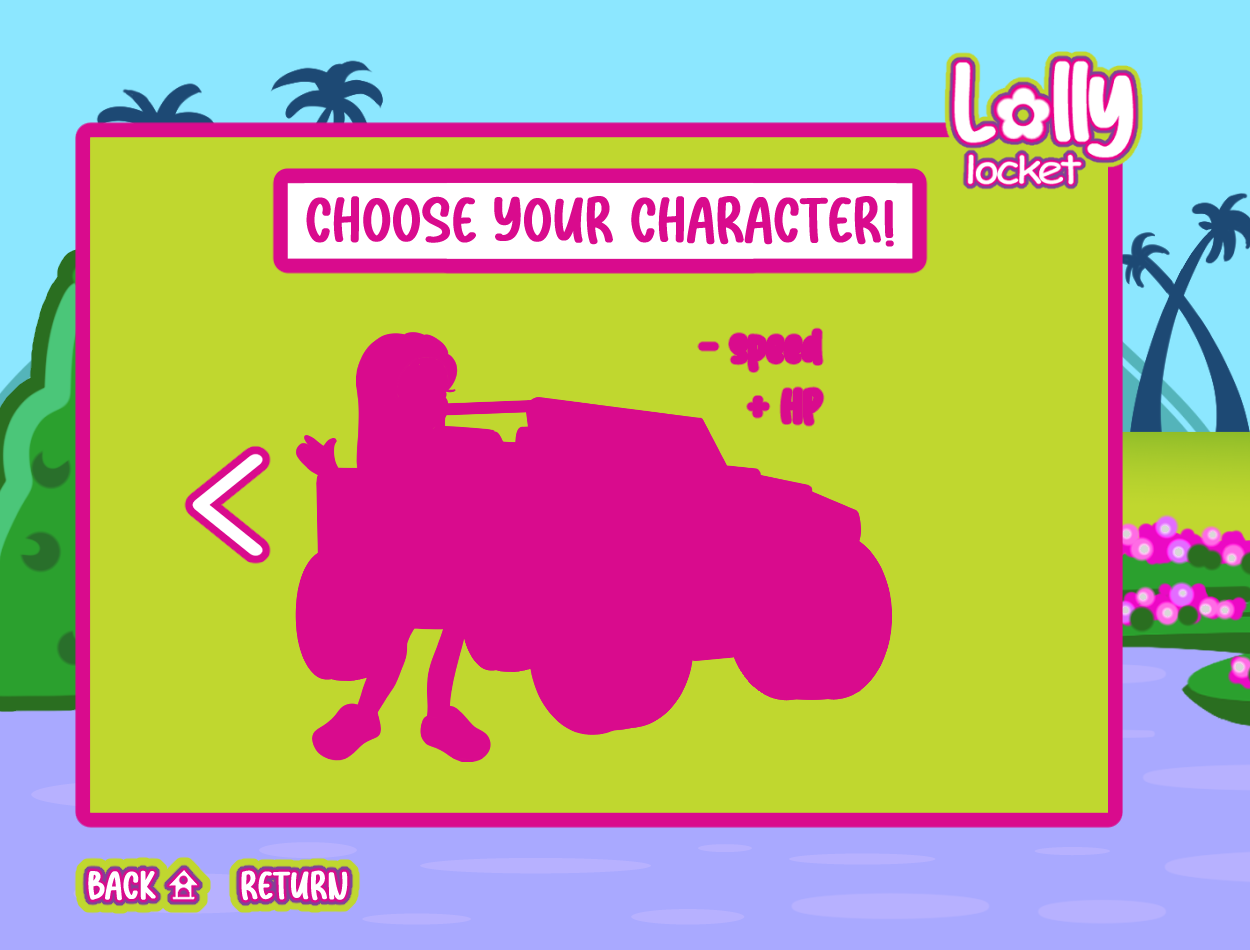 Lolly
locket
CHOOSE YOUR CHARACTER!
- speed
+ HP
BACK
RETURN